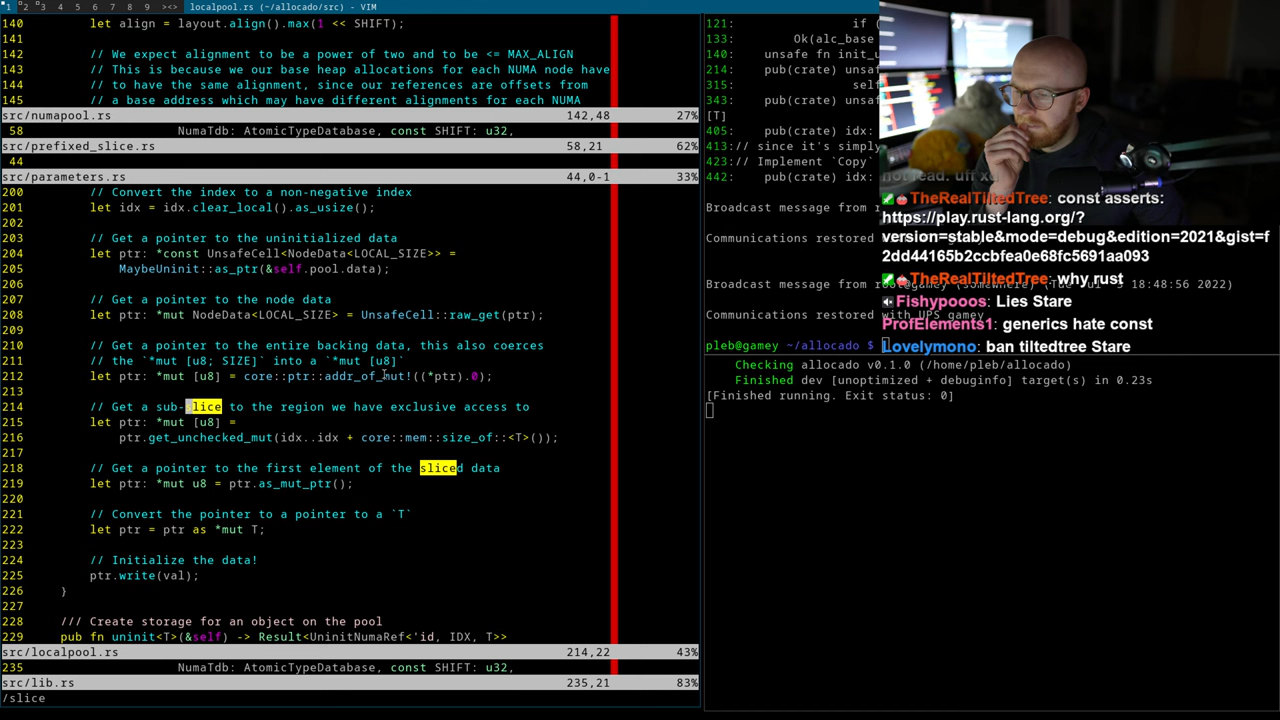 1 2 3 4 5 6 7 8 9 ><> localpool.rs (~/allocado/src) - VIM
140 let align = layout.align().max(1 << SHIFT);
141
142 // We expect alignment to be a power of two and to be <= MAX_ALIGN
143 // This is because we our base heap allocations for each NUMA node have
144 // to have the same alignment, since our references are offsets from
145 // a base address which may have different alignments for each NUMA
src/numapool.rs 142,48 27%
58 NumaTdb: AtomicTypeDatabase, const SHIFT: u32,
src/prefixed_slice.rs 58,21 62%
44
src/parameters.rs 44,0-1 33%
200 // Convert the index to a non-negative index
201 let idx = idx.clear_local().as_usize();
202
203 // Get a pointer to the uninitialized data
204 let ptr: *const UnsafeCell<NodeData<LOCAL_SIZE>> =
205 MaybeUninit::as_ptr(&self.pool.data);
206
207 // Get a pointer to the node data
208 let ptr: *mut NodeData<LOCAL_SIZE> = UnsafeCell::raw_get(ptr);
209
210 // Get a pointer to the entire backing data, this also coerces
211 // the `*mut [u8; SIZE]` into a `*mut [u8]`
212 let ptr: *mut [u8] = core::ptr::addr_of_mut!((*ptr).0);
213
214 // Get a sub-slice to the region we have exclusive access to
215 let ptr: *mut [u8] =
216 ptr.get_unchecked_mut(idx..idx + core::mem::size_of::<T>());
217
218 // Get a pointer to the first element of the sliced data
219 let ptr: *mut u8 = ptr.as_mut_ptr();
220
221 // Convert the pointer to a pointer to a `T`
222 let ptr = ptr as *mut T;
223
224 // Initialize the data!
225 ptr.write(val);
226 }
227
228 /// Create storage for an object on the pool
229 pub fn uninit<T>(&self) -> Result<UninitNumaRef<'id, IDX, T>>
src/localpool.rs 214,22 43%
235 NumaTdb: AtomicTypeDatabase, const SHIFT: u32,
src/lib.rs 235,21 83%
/slice
121: if (
133: Ok(alc_base
140: unsafe fn init_u
214: pub(crate) unsaf
315: self
343: pub(crate) unsaf
[T]
405: pub(crate) idx:
413:// since it's simply
423:// Implement `Copy`
442: pub(crate) idx:
Broadcast message from r
Communications restored
Broadcast message from
2022)
Communications restored with UPS gamey
pleb@gamey ~/allocado $
Checking allocado v0.1.0 (/home/pleb/allocado)
Finished dev [unoptimized + debuginfo] target(s) in 0.23s
[Finished running. Exit status: 0]
TheRealTiltedTree: const asserts:
https://play.rust-lang.org/?
version=stable&mode=debug&edition=2021&gist=f
2dd44165b2ccbfea0e68fc5691aa093
TheRealTiltedTree: why rust
Fishypooos: Lies Stare
ProfElements1: generics hate const
Lovelymono: ban tiltedtree Stare